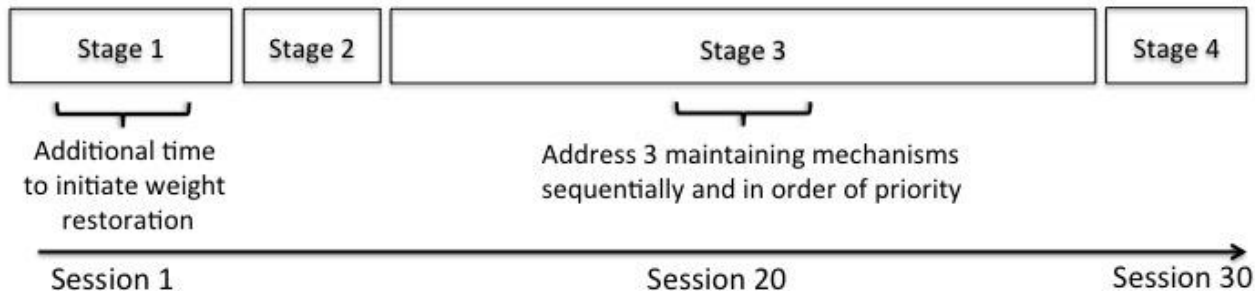 Stage 1
Stage 2
Stage 3
Stage 4
Additional time
to initiate weight
restoration
Address 3 maintaining mechanisms
sequentially and in order of priority
Session 1
Session 20
Session 30